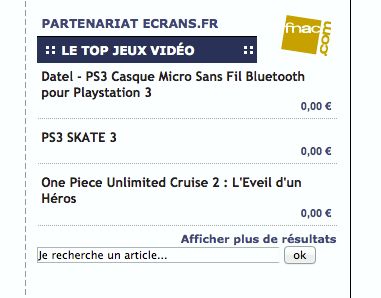 PARTENARIAT ECRANS.FR
fnac.com
:: LE TOP JEUX VIDÉO ::
Datel - PS3 Casque Micro Sans Fil Bluetooth
pour Playstation 3
0,00 €
PS3 SKATE 3
0,00 €
One Piece Unlimited Cruise 2 : L'Eveil d'un
Héros
0,00 €
Afficher plus de résultats
Je recherche un article...
ok